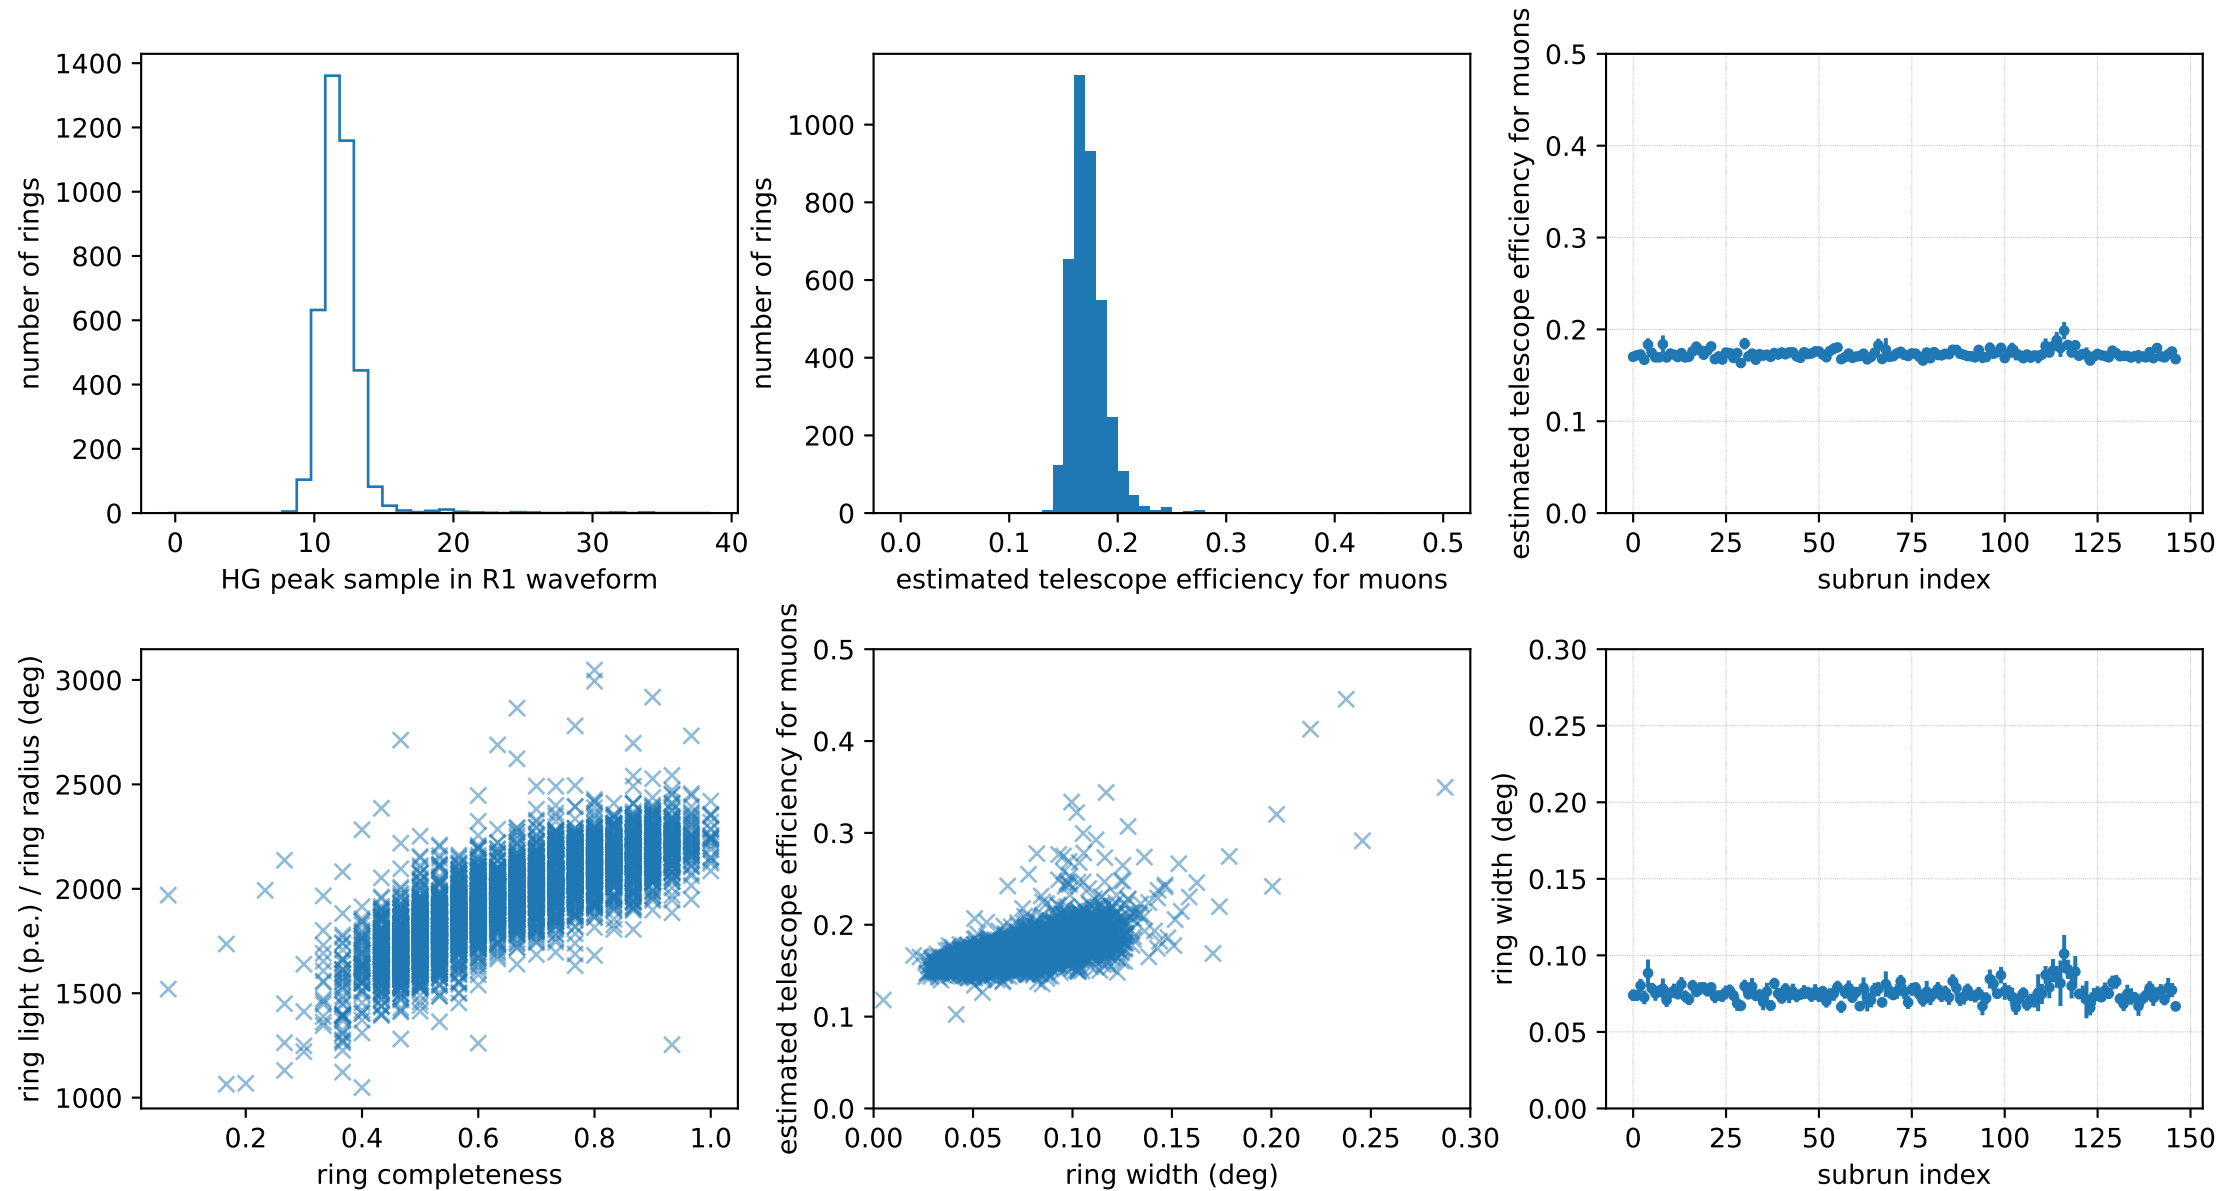 1400
1200
1000
800
600
400
200
0
number of rings
0 10 20 30 40
HG peak sample in R1 waveform
1000
800
600
400
200
0
number of rings
0.0 0.1 0.2 0.3 0.4 0.5
estimated telescope efficiency for muons
0.5
0.4
0.3
0.2
0.1
0.0
estimated telescope efficiency for muons
0 25 50 75 100 125 150
subrun index
3000
2500
2000
1500
1000
ring light (p.e.) / ring radius (deg)
0.2 0.4 0.6 0.8 1.0
ring completeness
0.5
0.4
0.3
0.2
0.1
0.0
estimated telescope efficiency for muons
0.00 0.05 0.10 0.15 0.20 0.25 0.30
ring width (deg)
0.30
0.25
0.20
0.15
0.10
0.05
0.00
ring width (deg)
0 25 50 75 100 125 150
subrun index